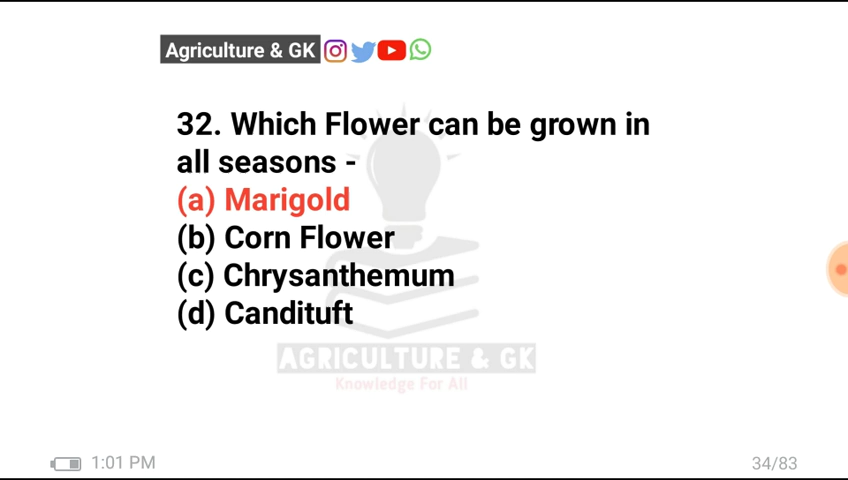 Agriculture & GK
32. Which Flower can be grown in
all seasons -
(a) Marigold
(b) Corn Flower
(c) Chrysanthemum
(d) Candituft
AGRICULTURE & GK
Knowledge For All
1:01 PM
34/83